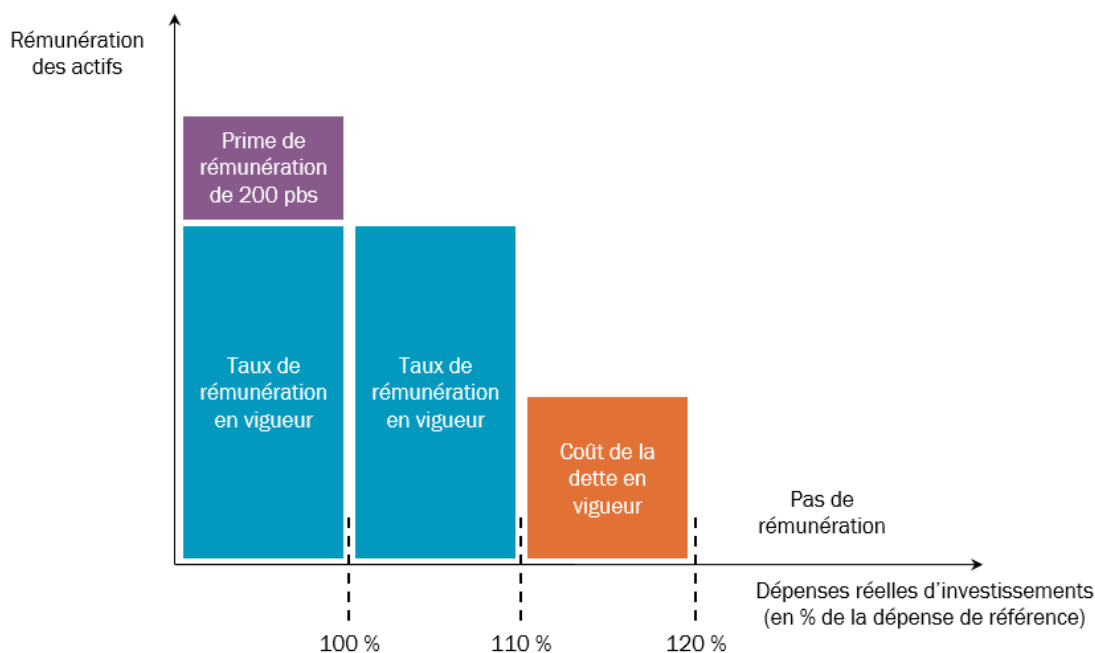 Rémunération
des actifs
Prime de
rémunération
de 200 pbs
Taux de
rémunération
en vigueur
Taux de
rémunération
en vigueur
Coût de la
dette en
vigueur
Pas de
rémunération
Dépenses réelles d'investissements
(en % de la dépense de référence)
100 %
110 %
120 %